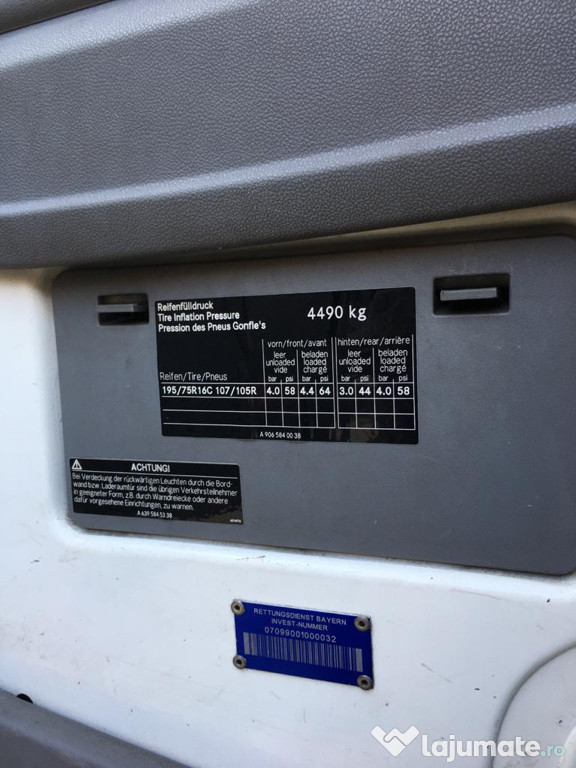 Reifenfülldruck
Tire Inflation Pressure
Pression des Pneus Gonfle's
4490 kg
vorn/front/avant
hinten/rear/arrière
leer unloaded vide
beladen loaded chargé
leer unloaded vide
beladen loaded chargé
Reifen/Tire/Pneus
bar psi bar psi bar psi bar psi
195/75R16C 107/105R 4.0 58 4.4 64 3.0 44 4.0 58
A 906 584 00 38
ACHTUNG!
Bei Verdeckung der rückwärtigen Leuchten durch die Bord-
wand bzw. Laderaumtür sind die übrigen Verkehrsteilnehmer
in geeigneter Form, z.B. durch Warndreiecke oder andere
dafür vorgesehene Einrichtungen, zu warnen.
A 639 584 53 38
RETTUNGSDIENST BAYERN
INVEST-NUMMER
07099001000032
lajumate.ro